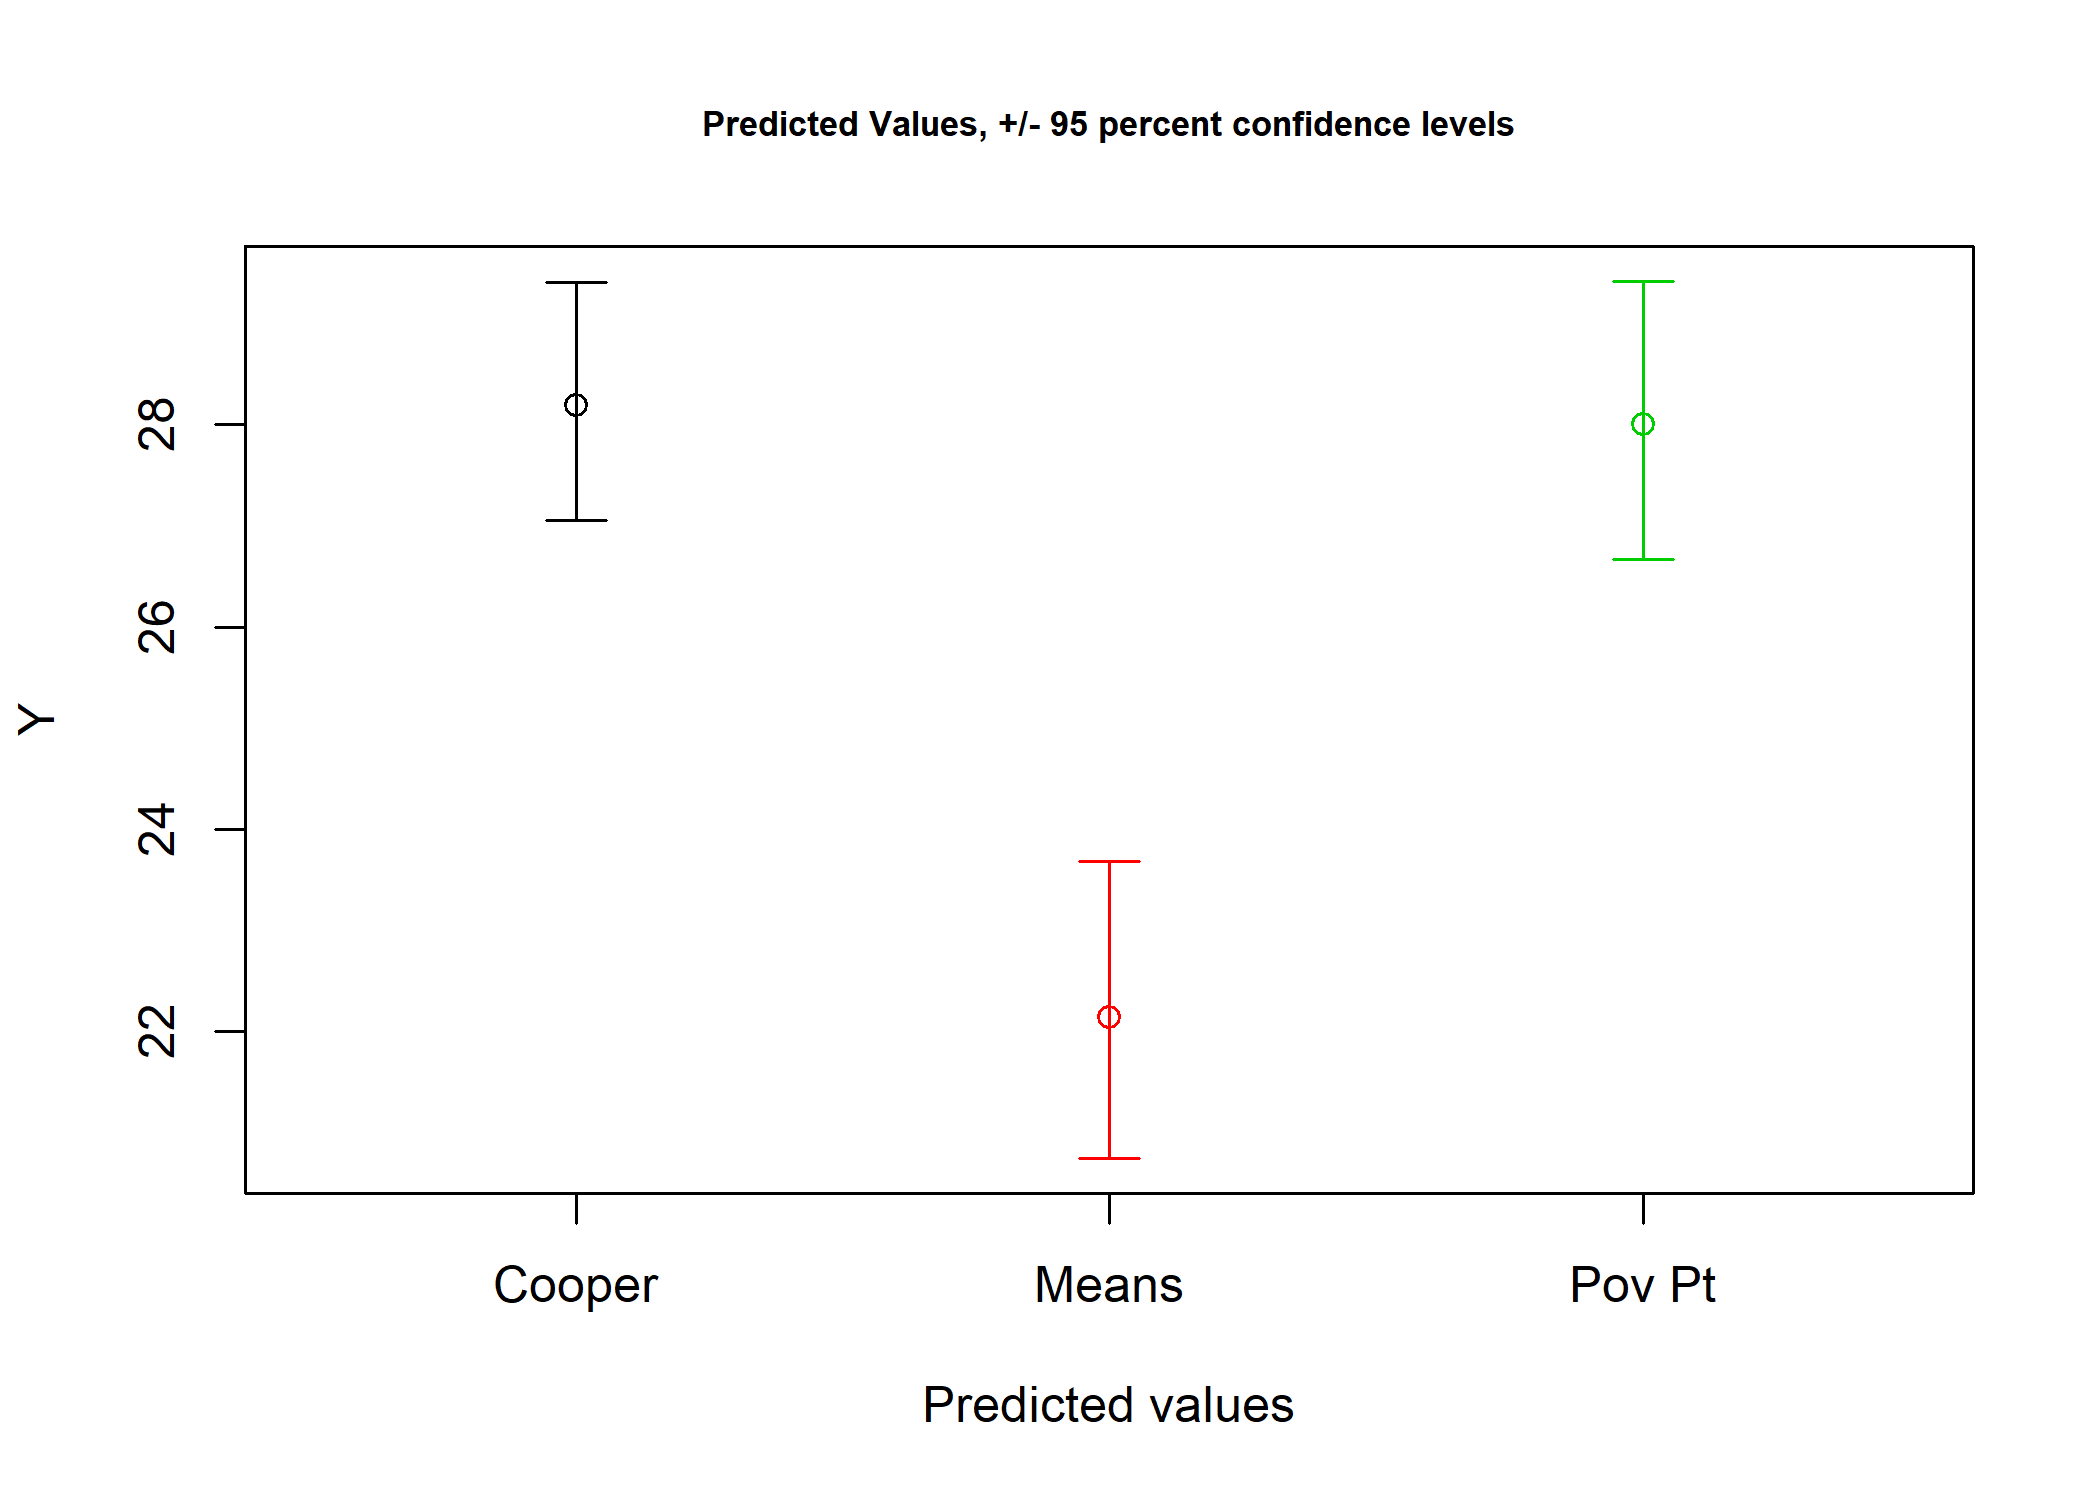 Predicted Values, +/- 95 percent confidence levels
28
26
24
22
Y
Cooper Means Pov Pt
Predicted values